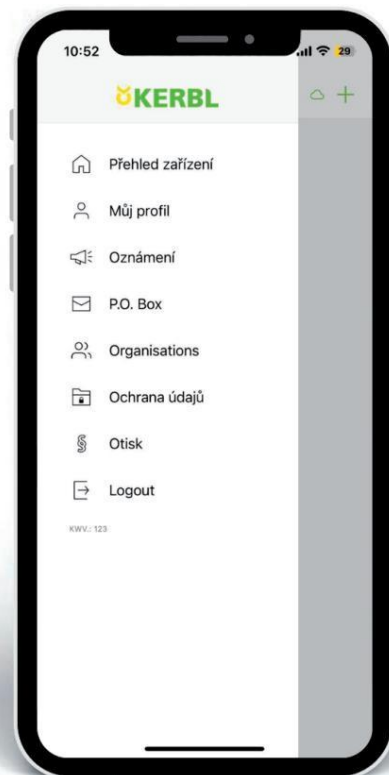 10:52
29
KERBL
Přehled zařízení
Můj profil
Oznámení
P.O. Box
Organisations
Ochrana údajů
Otisk
Logout
KWV.: 123